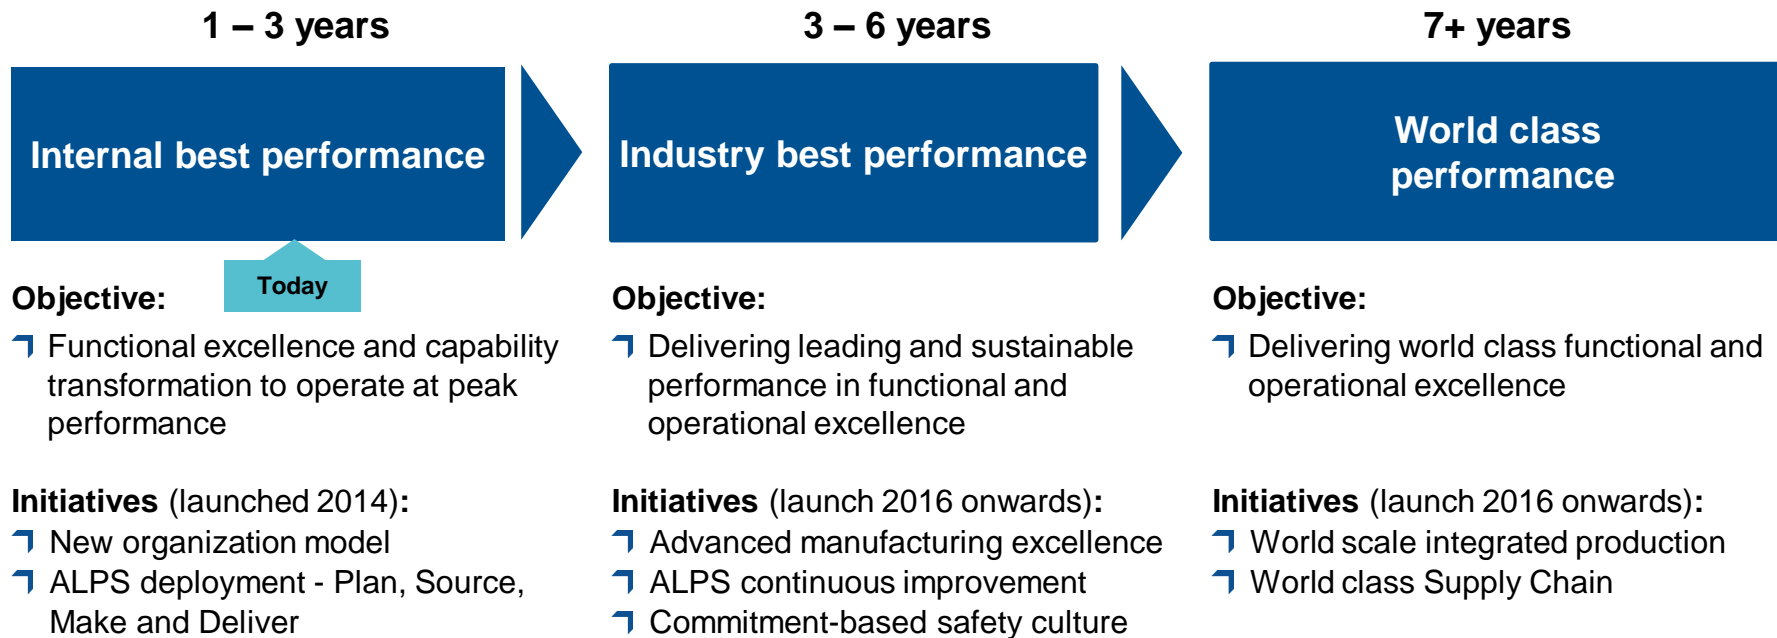 1 – 3 years
Internal best performance
Today
Objective:
Functional excellence and capability
transformation to operate at peak
performance
Initiatives (launched 2014):
New organization model
ALPS deployment - Plan, Source,
Make and Deliver
3 – 6 years
Industry best performance
Objective:
Delivering leading and sustainable
performance in functional and
operational excellence
Initiatives (launch 2016 onwards):
Advanced manufacturing excellence
ALPS continuous improvement
Commitment-based safety culture
7+ years
World class
performance
Objective:
Delivering world class functional and
operational excellence
Initiatives (launch 2016 onwards):
World scale integrated production
World class Supply Chain